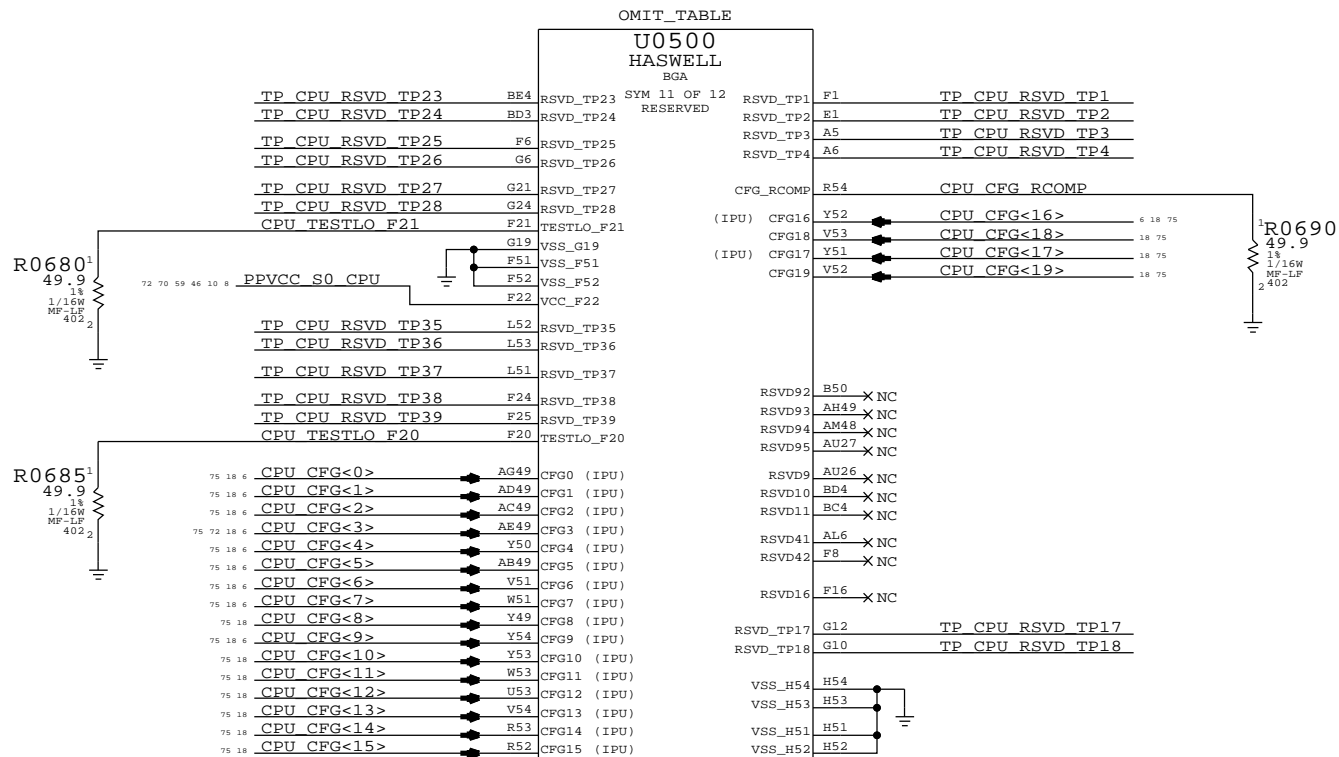 OMIT_TABLE
U0500
HASWELL
BGA
SYM 11 OF 12
RESERVED
TP_CPU_RSVD_TP23 BE4 RSVD_TP23
TP_CPU_RSVD_TP24 BD3 RSVD_TP24
TP_CPU_RSVD_TP25 F6 RSVD_TP25
TP_CPU_RSVD_TP26 G6 RSVD_TP26
TP_CPU_RSVD_TP27 G21 RSVD_TP27
TP_CPU_RSVD_TP28 G24 RSVD_TP28
CPU_TESTLO_F21 F21 TESTLO_F21
G19 VSS_G19
F51 VSS_F51
F52 VSS_F52
72 70 59 46 10 8 PPVCC_S0_CPU F22 VCC_F22
R0680 1
49.9
1%
1/16W
MF-LF
402 2
TP_CPU_RSVD_TP35 L52 RSVD_TP35
TP_CPU_RSVD_TP36 L53 RSVD_TP36
TP_CPU_RSVD_TP37 L51 RSVD_TP37
TP_CPU_RSVD_TP38 F24 RSVD_TP38
TP_CPU_RSVD_TP39 F25 RSVD_TP39
CPU_TESTLO_F20 F20 TESTLO_F20
R0685 1
49.9
1%
1/16W
MF-LF
402 2
75 18 6 CPU_CFG<0> AG49 CFG0 (IPU)
75 18 6 CPU_CFG<1> AD49 CFG1 (IPU)
75 18 6 CPU_CFG<2> AC49 CFG2 (IPU)
75 72 18 6 CPU_CFG<3> AE49 CFG3 (IPU)
75 18 6 CPU_CFG<4> Y50 CFG4 (IPU)
75 18 6 CPU_CFG<5> AB49 CFG5 (IPU)
75 18 6 CPU_CFG<6> V51 CFG6 (IPU)
75 18 6 CPU_CFG<7> W51 CFG7 (IPU)
75 18 CPU_CFG<8> Y49 CFG8 (IPU)
75 18 6 CPU_CFG<9> Y54 CFG9 (IPU)
75 18 CPU_CFG<10> Y53 CFG10 (IPU)
75 18 CPU_CFG<11> W53 CFG11 (IPU)
75 18 CPU_CFG<12> U53 CFG12 (IPU)
75 18 CPU_CFG<13> V54 CFG13 (IPU)
75 18 CPU_CFG<14> R53 CFG14 (IPU)
75 18 CPU_CFG<15> R52 CFG15 (IPU)
RSVD_TP1 F1 TP_CPU_RSVD_TP1
RSVD_TP2 E1 TP_CPU_RSVD_TP2
RSVD_TP3 A5 TP_CPU_RSVD_TP3
RSVD_TP4 A6 TP_CPU_RSVD_TP4
CFG_RCOMP R54 CPU_CFG_RCOMP
(IPU) CFG16 Y52 CPU_CFG<16> 6 18 75
CFG18 V53 CPU_CFG<18> 18 75
(IPU) CFG17 Y51 CPU_CFG<17> 18 75
CFG19 V52 CPU_CFG<19> 18 75
1 R0690
49.9
1%
1/16W
MF-LF
2 402
RSVD92 B50 NC
RSVD93 AH49 NC
RSVD94 AM48 NC
RSVD95 AU27 NC
RSVD9 AU26 NC
RSVD10 BD4 NC
RSVD11 BC4 NC
RSVD41 AL6 NC
RSVD42 F8 NC
RSVD16 F16 NC
RSVD_TP17 G12 TP_CPU_RSVD_TP17
RSVD_TP18 G10 TP_CPU_RSVD_TP18
VSS_H54 H54
VSS_H53 H53
VSS_H51 H51
VSS_H52 H52